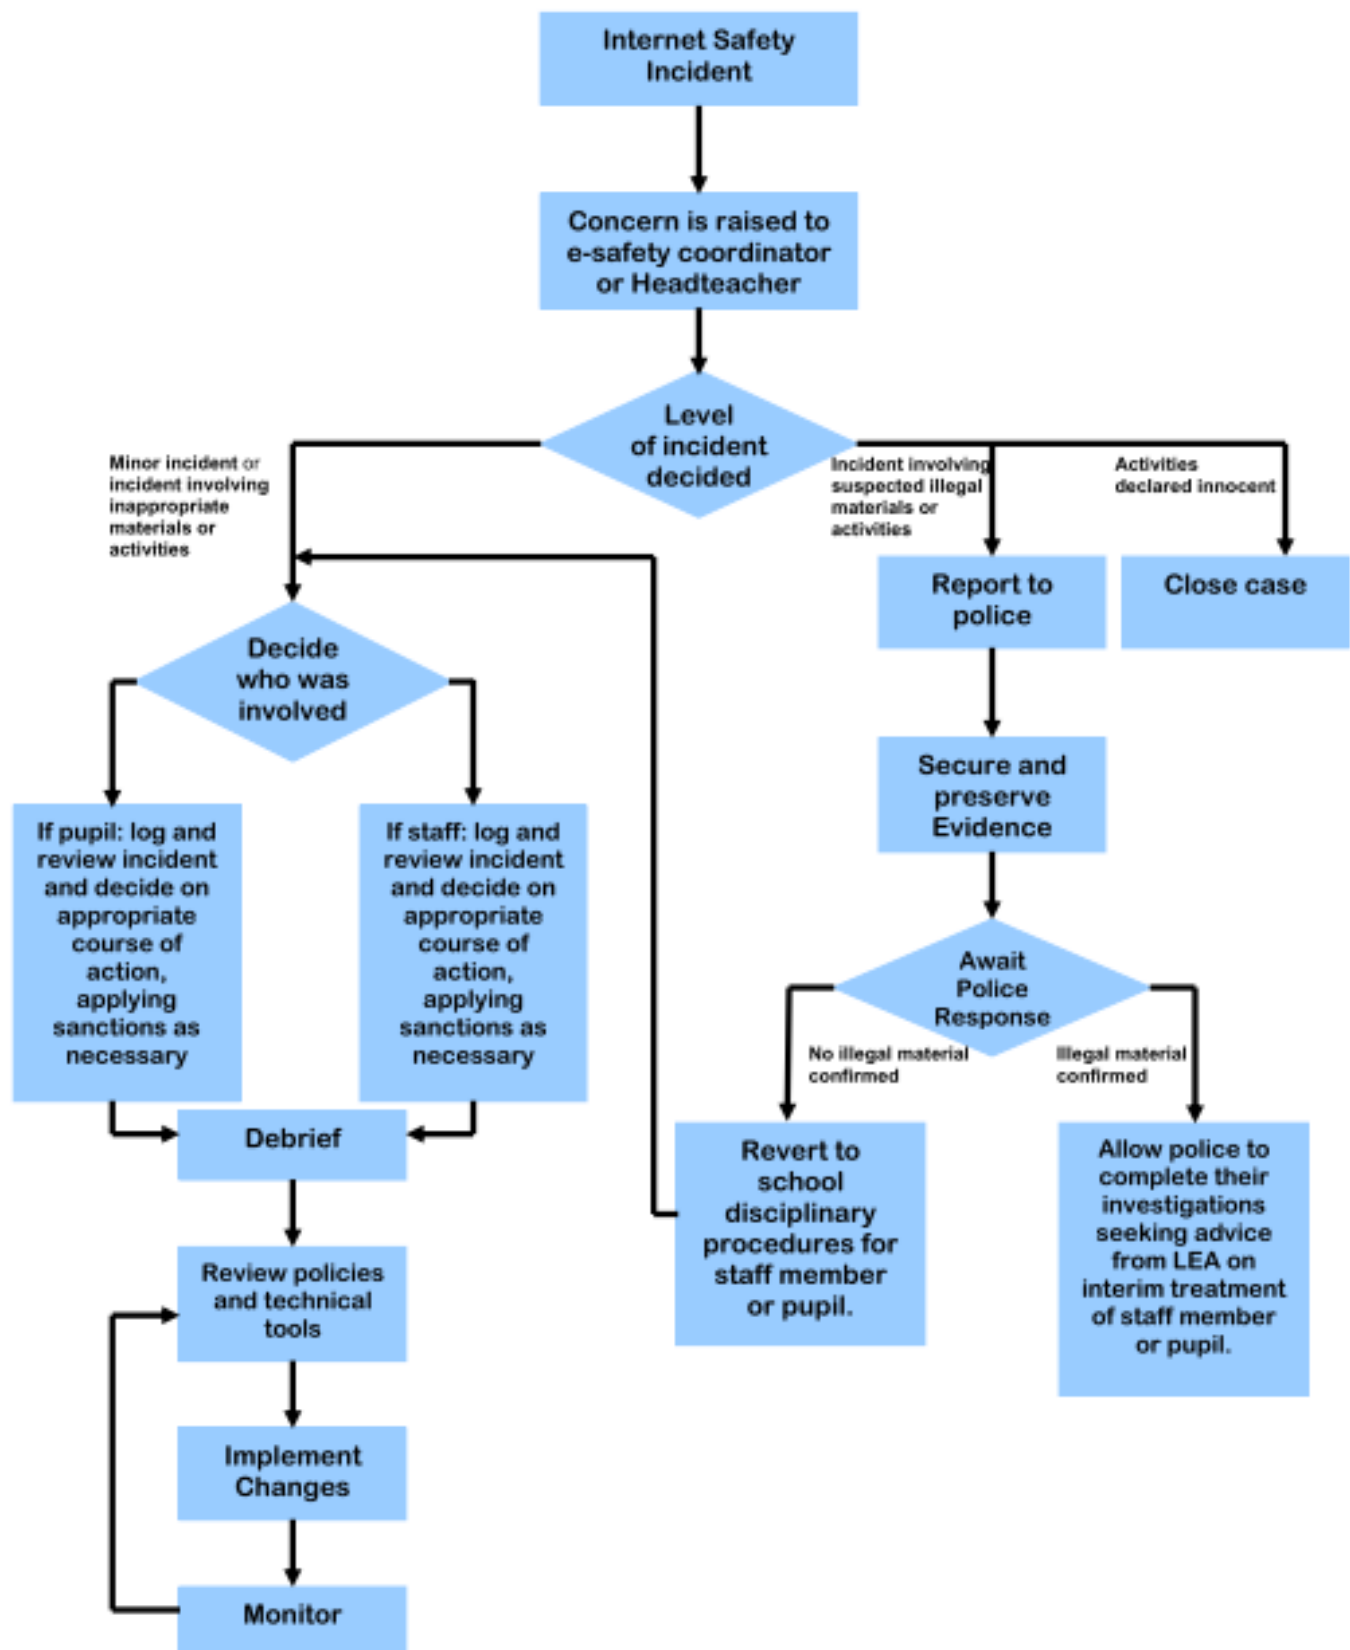 Internet Safety
Incident
Concern is raised to
e-safety coordinator
or Headteacher
Level
of incident
decided
Minor incident or
incident involving
inappropriate
materials or
activities
Incident involving
suspected illegal
materials or
activities
Activities
declared innocent
Report to
police
Close case
Decide
who was
involved
Secure and
preserve
Evidence
If pupil: log and
review incident
and decide on
appropriate
course of
action,
applying
sanctions as
necessary
If staff: log and
review incident
and decide on
appropriate
course of
action,
applying
sanctions as
necessary
Await
Police
Response
No illegal material
confirmed
Illegal material
confirmed
Debrief
Revert to
school
disciplinary
procedures for
staff member
or pupil.
Allow police to
complete their
investigations
seeking advice
from LEA on
interim treatment
of staff member
or pupil.
Review policies
and technical
tools
Implement
Changes
Monitor